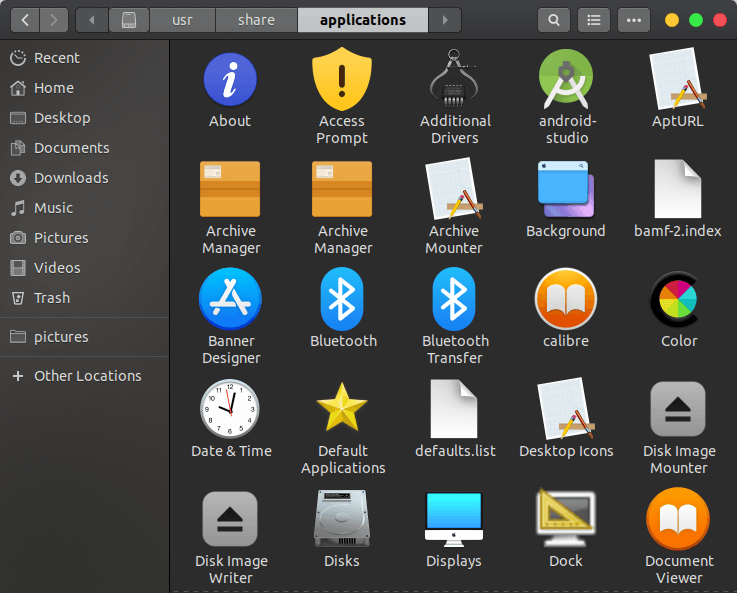 usr share applications
Recent
Home
Desktop
Documents
Downloads
Music
Pictures
Videos
Trash
pictures
Other Locations
About
Access
Prompt
Additional
Drivers
android-
studio
AptURL
Archive
Manager
Archive
Manager
Archive
Mounter
Background
bamf-2.index
Banner
Designer
Bluetooth
Bluetooth
Transfer
calibre
Color
Date & Time
Default
Applications
defaults.list
Desktop Icons
Disk Image
Mounter
Disk Image
Writer
Disks
Displays
Dock
Document
Viewer